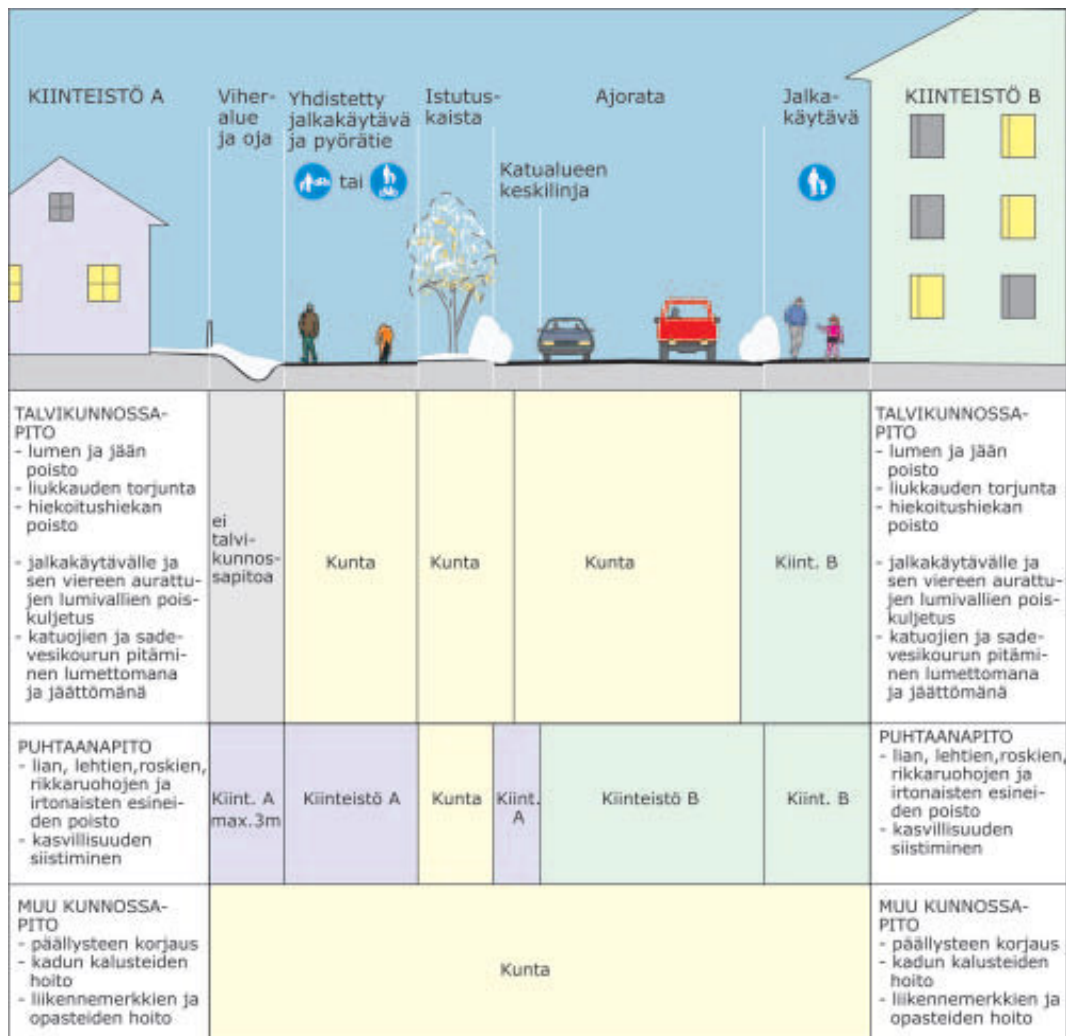 KIINTEISTÖ A
Viher-
alue
ja oja
Yhdistetty
jalkakäytävä
ja pyörätie
tai
Istutus-
kaista
Katualueen
keskilinja
Ajorata
Jalka-
käytävä
KIINTEISTÖ B
TALVIKUNNOSSA-
PITO
- lumen ja jään
poisto
- liukkauden torjunta
- hiekoitushiekan
poisto
- jalkakäytävälle ja
sen viereen aurattu-
jen lumivallien pois-
kuljetus
- katuojien ja sade-
vesikourun pitämi-
nen lumettomana
ja jäättömänä
ei
talvi-
kunnos-
sapitoa
Kunta
Kunta
Kunta
Kiint. B
TALVIKUNNOSSA-
PITO
- lumen ja jään
poisto
- liukkauden torjunta
- hiekoitushiekan
poisto
- jalkakäytävälle ja
sen viereen aurattu-
jen lumivallien pois-
kuljetus
- katuojien ja sade-
vesikourun pitämi-
nen lumettomana
ja jäättömänä
PUHTAANAPITO
- lian, lehtien,roskien,
rikkaruohojen ja
irtonaisten esinei-
den poisto
- kasvillisuuden
siistiminen
Kiint. A
max.3m
Kiinteistö A
Kunta
Kiint.
A
Kiinteistö B
Kiint. B
PUHTAANAPITO
- lian, lehtien,roskien,
rikkaruohojen ja
irtonaisten esinei-
den poisto
- kasvillisuuden
siistiminen
MUU KUNNOSSA-
PITO
- päällysteen korjaus
- kadun kalusteiden
hoito
- liikennemerkkien ja
opasteiden hoito
Kunta
MUU KUNNOSSA-
PITO
- päällysteen korjaus
- kadun kalusteiden
hoito
- liikennemerkkien ja
opasteiden hoito